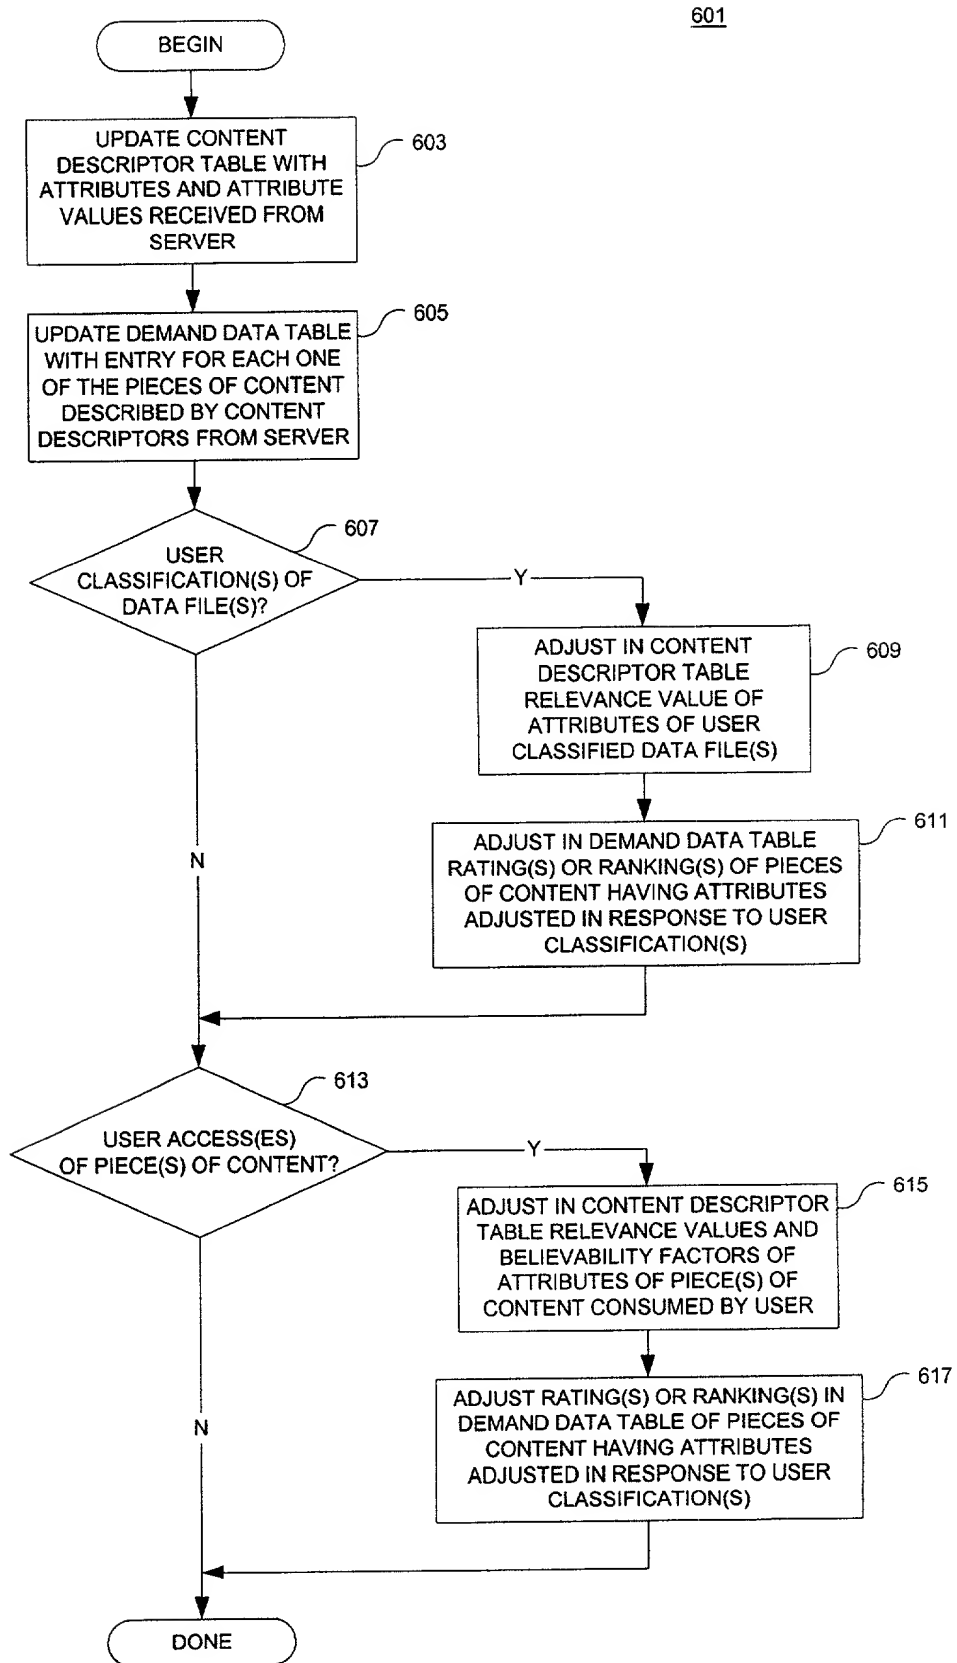 601
BEGIN
UPDATE CONTENT
DESCRIPTOR TABLE WITH
ATTRIBUTES AND ATTRIBUTE
VALUES RECEIVED FROM
SERVER
603
UPDATE DEMAND DATA TABLE
WITH ENTRY FOR EACH ONE
OF THE PIECES OF CONTENT
DESCRIBED BY CONTENT
DESCRIPTORS FROM SERVER
605
USER
CLASSIFICATION(S) OF
DATA FILE(S)?
607
Y
ADJUST IN CONTENT
DESCRIPTOR TABLE
RELEVANCE VALUE OF
ATTRIBUTES OF USER
CLASSIFIED DATA FILE(S)
609
N
ADJUST IN DEMAND DATA TABLE
RATING(S) OR RANKING(S) OF PIECES
OF CONTENT HAVING ATTRIBUTES
ADJUSTED IN RESPONSE TO USER
CLASSIFICATION(S)
611
USER ACCESS(ES)
OF PIECE(S) OF CONTENT?
613
Y
ADJUST IN CONTENT DESCRIPTOR
TABLE RELEVANCE VALUES AND
BELIEVABILITY FACTORS OF
ATTRIBUTES OF PIECE(S) OF
CONTENT CONSUMED BY USER
615
N
ADJUST RATING(S) OR RANKING(S) IN
DEMAND DATA TABLE OF PIECES OF
CONTENT HAVING ATTRIBUTES
ADJUSTED IN RESPONSE TO USER
CLASSIFICATION(S)
617
DONE